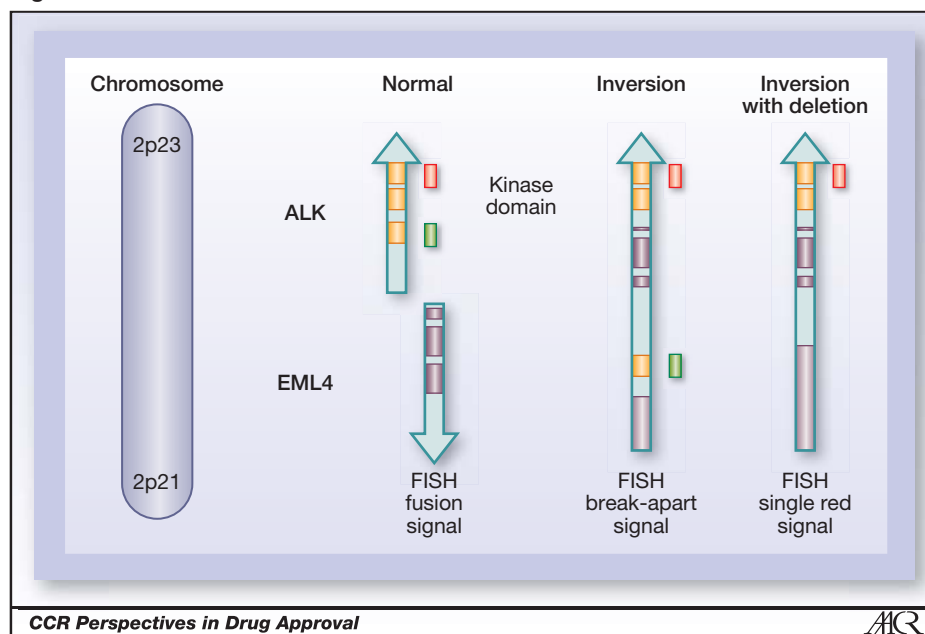 Chromosome
Normal
Inversion
Inversion
with deletion
2p23
ALK
Kinase
domain
EML4
2p21
FISH
fusion
signal
FISH
break-apart
signal
FISH
single red
signal
CCR Perspectives in Drug Approval
AACR